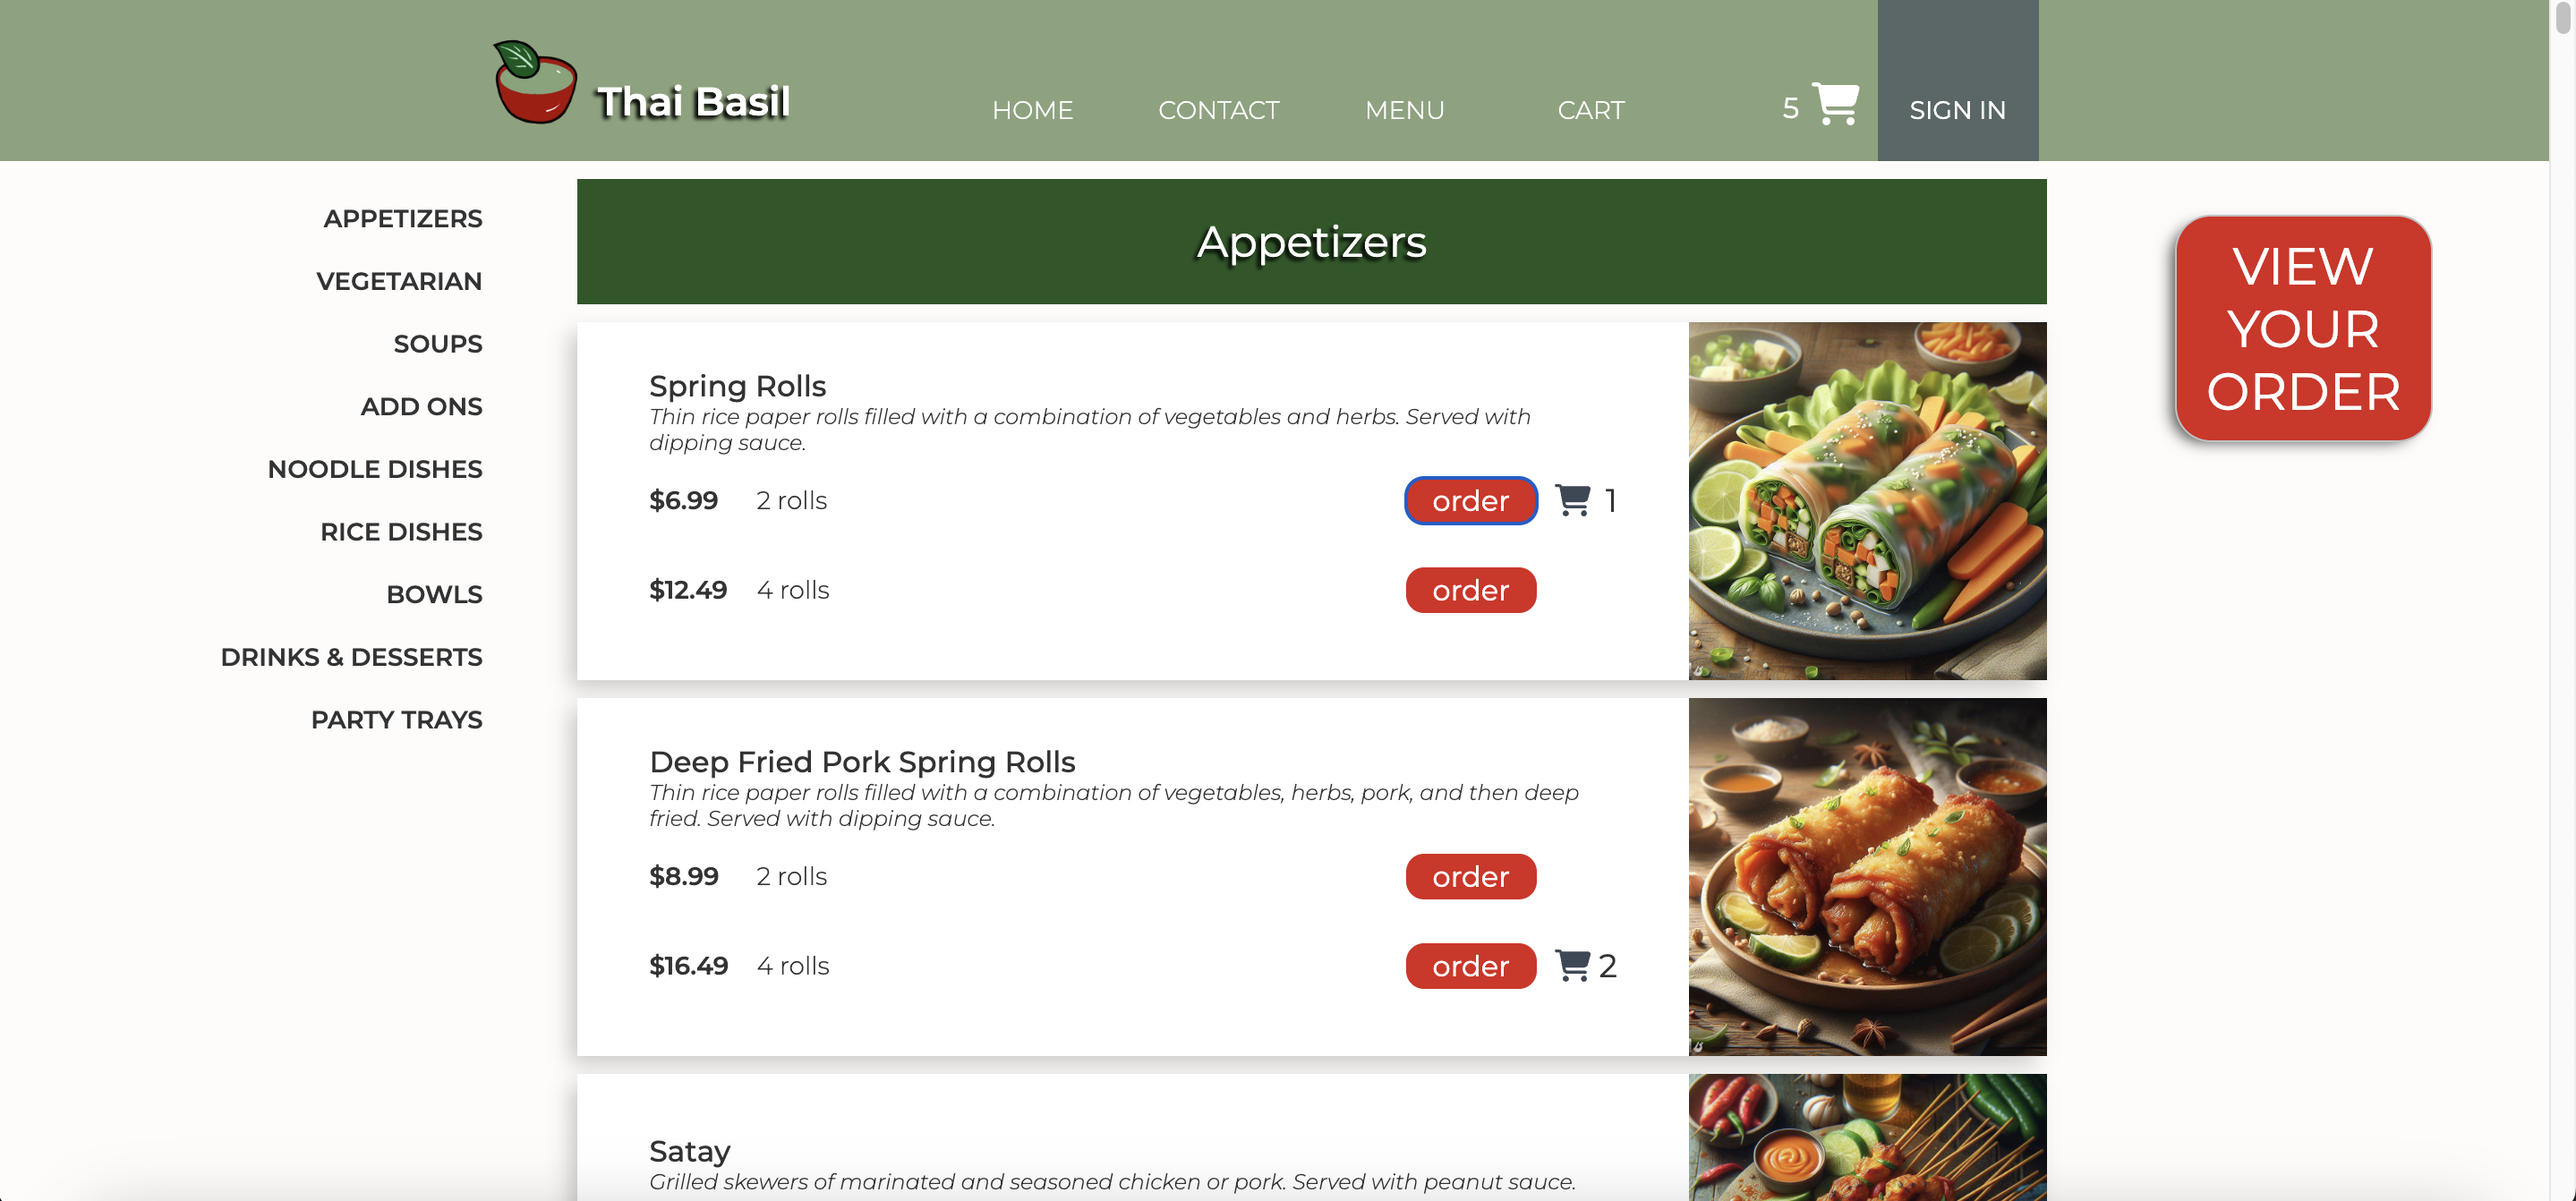 Thai Basil
HOME
CONTACT
MENU
CART
5
SIGN IN
APPETIZERS
VEGETARIAN
SOUPS
ADD ONS
NOODLE DISHES
RICE DISHES
BOWLS
DRINKS & DESSERTS
PARTY TRAYS
Appetizers
Spring Rolls
Thin rice paper rolls filled with a combination of vegetables and herbs. Served with
dipping sauce.
$6.99 2 rolls order 1
$12.49 4 rolls order
Deep Fried Pork Spring Rolls
Thin rice paper rolls filled with a combination of vegetables, herbs, pork, and then deep
fried. Served with dipping sauce.
$8.99 2 rolls order
$16.49 4 rolls order 2
Satay
Grilled skewers of marinated and seasoned chicken or pork. Served with peanut sauce.
VIEW
YOUR
ORDER